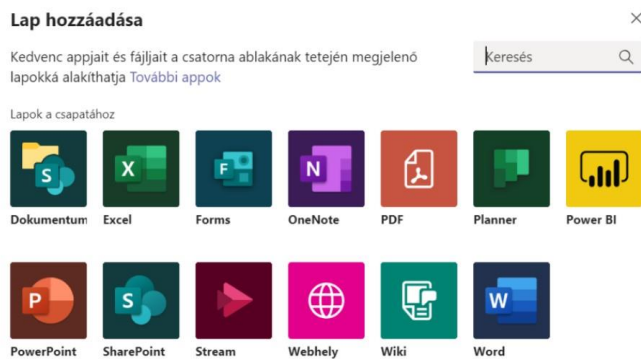 Lap hozzáadása
Kedvenc appjait és fájljait a csatorna ablakának tetején megjelenő
lapokká alakíthatja További appok
Keresés
Lapok a csapatához
S X F N
Dokumentum Excel Forms OneNote PDF Planner Power BI
P S W
PowerPoint SharePoint Stream Webhely Wiki Word